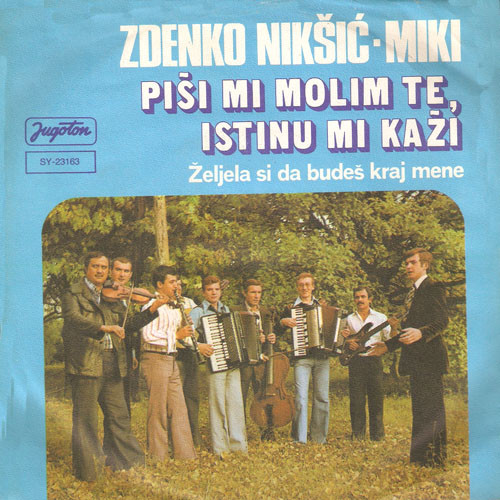 ZDENKO NIKŠIĆ · MIKI
PIŠI MI MOLIM TE,
ISTINU MI KAŽI
Željela si da budeš kraj mene
Jugoton
SY-23163